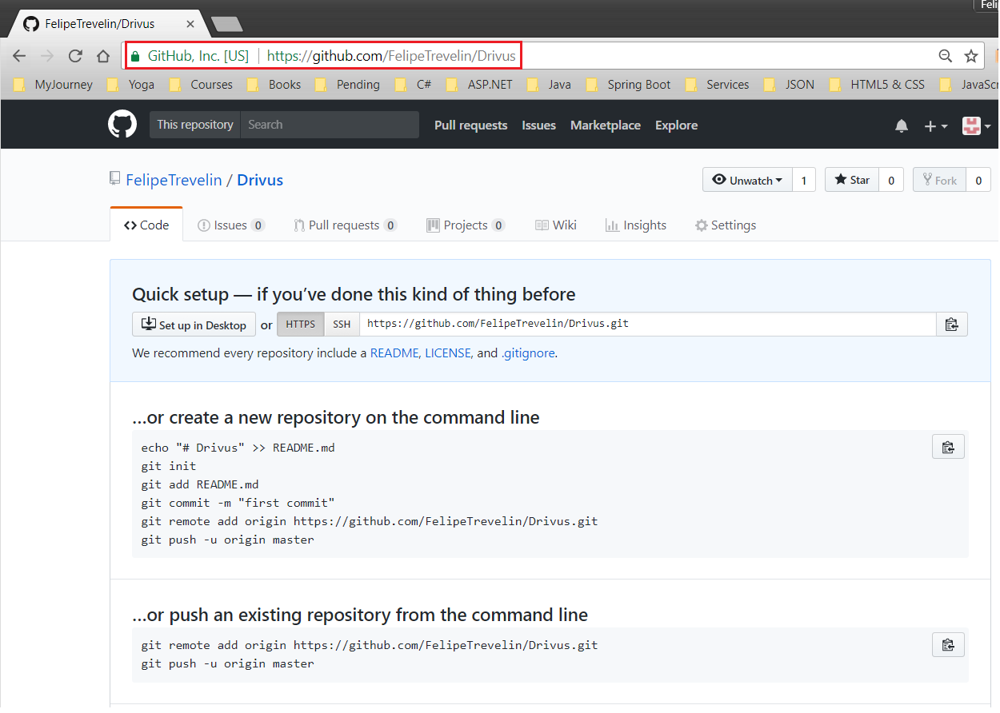 Feli
FelipeTrevelin/Drivus
GitHub, Inc. [US] https://github.com/FelipeTrevelin/Drivus
MyJourney Yoga Courses Books Pending C# ASP.NET Java Spring Boot Services JSON HTML5 & CSS JavaScr
This repository Search Pull requests Issues Marketplace Explore
FelipeTrevelin / Drivus Unwatch 1 Star 0 Fork 0
Code Issues 0 Pull requests 0 Projects 0 Wiki Insights Settings
Quick setup — if you’ve done this kind of thing before
Set up in Desktop or HTTPS SSH https://github.com/FelipeTrevelin/Drivus.git
We recommend every repository include a README, LICENSE, and .gitignore.
…or create a new repository on the command line
echo "# Drivus" >> README.md
git init
git add README.md
git commit -m "first commit"
git remote add origin https://github.com/FelipeTrevelin/Drivus.git
git push -u origin master
…or push an existing repository from the command line
git remote add origin https://github.com/FelipeTrevelin/Drivus.git
git push -u origin master